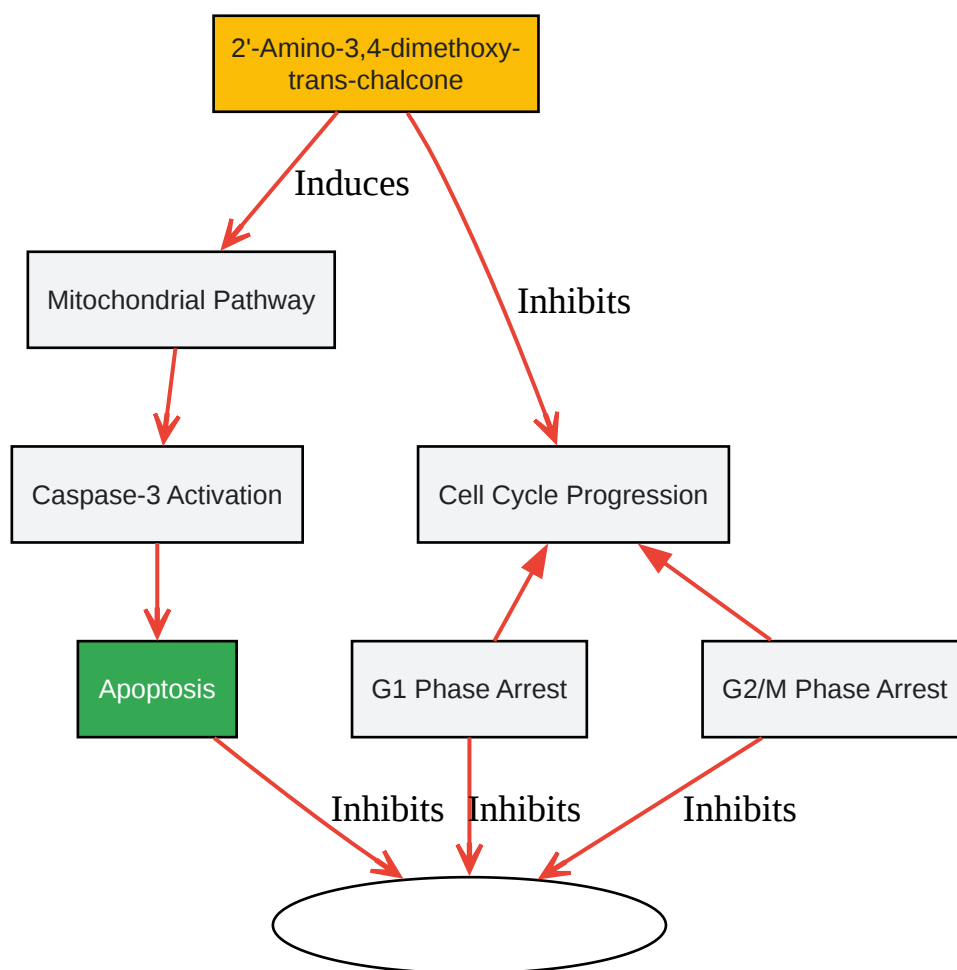 2'-Amino-3,4-dimethoxy-
trans-chalcone
Induces
Mitochondrial Pathway
Inhibits
Caspase-3 Activation
Cell Cycle Progression
Apoptosis
G1 Phase Arrest
G2/M Phase Arrest
Inhibits
Inhibits
Inhibits